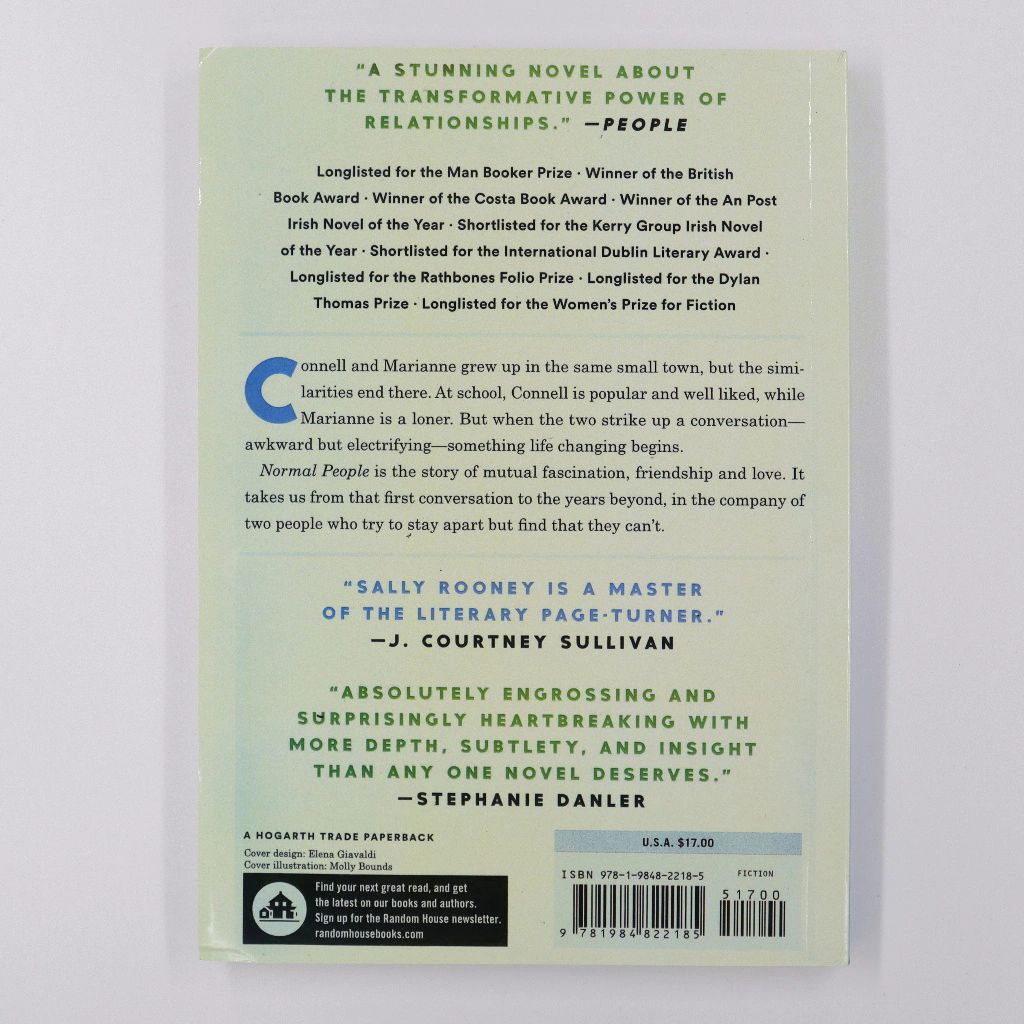 “A STUNNING NOVEL ABOUT
THE TRANSFORMATIVE POWER OF
RELATIONSHIPS.” —PEOPLE
Longlisted for the Man Booker Prize · Winner of the British
Book Award · Winner of the Costa Book Award · Winner of the An Post
Irish Novel of the Year · Shortlisted for the Kerry Group Irish Novel
of the Year · Shortlisted for the International Dublin Literary Award ·
Longlisted for the Rathbones Folio Prize · Longlisted for the Dylan
Thomas Prize · Longlisted for the Women’s Prize for Fiction
Connell and Marianne grew up in the same small town, but the simi-
larities end there. At school, Connell is popular and well liked, while
Marianne is a loner. But when the two strike up a conversation—
awkward but electrifying—something life changing begins.
Normal People is the story of mutual fascination, friendship and love. It
takes us from that first conversation to the years beyond, in the company of
two people who try to stay apart but find that they can’t.
“SALLY ROONEY IS A MASTER
OF THE LITERARY PAGE-TURNER.”
—J. COURTNEY SULLIVAN
“ABSOLUTELY ENGROSSING AND
SURPRISINGLY HEARTBREAKING WITH
MORE DEPTH, SUBTLETY, AND INSIGHT
THAN ANY ONE NOVEL DESERVES.”
—STEPHANIE DANLER
A HOGARTH TRADE PAPERBACK
Cover design: Elena Giavaldi
Cover illustration: Molly Bounds
Find your next great read, and get
the latest on our books and authors.
Sign up for the Random House newsletter.
randomhousebooks.com
U.S.A. $17.00
ISBN 978-1-9848-2218-5
FICTION
51700
9 781984 822185